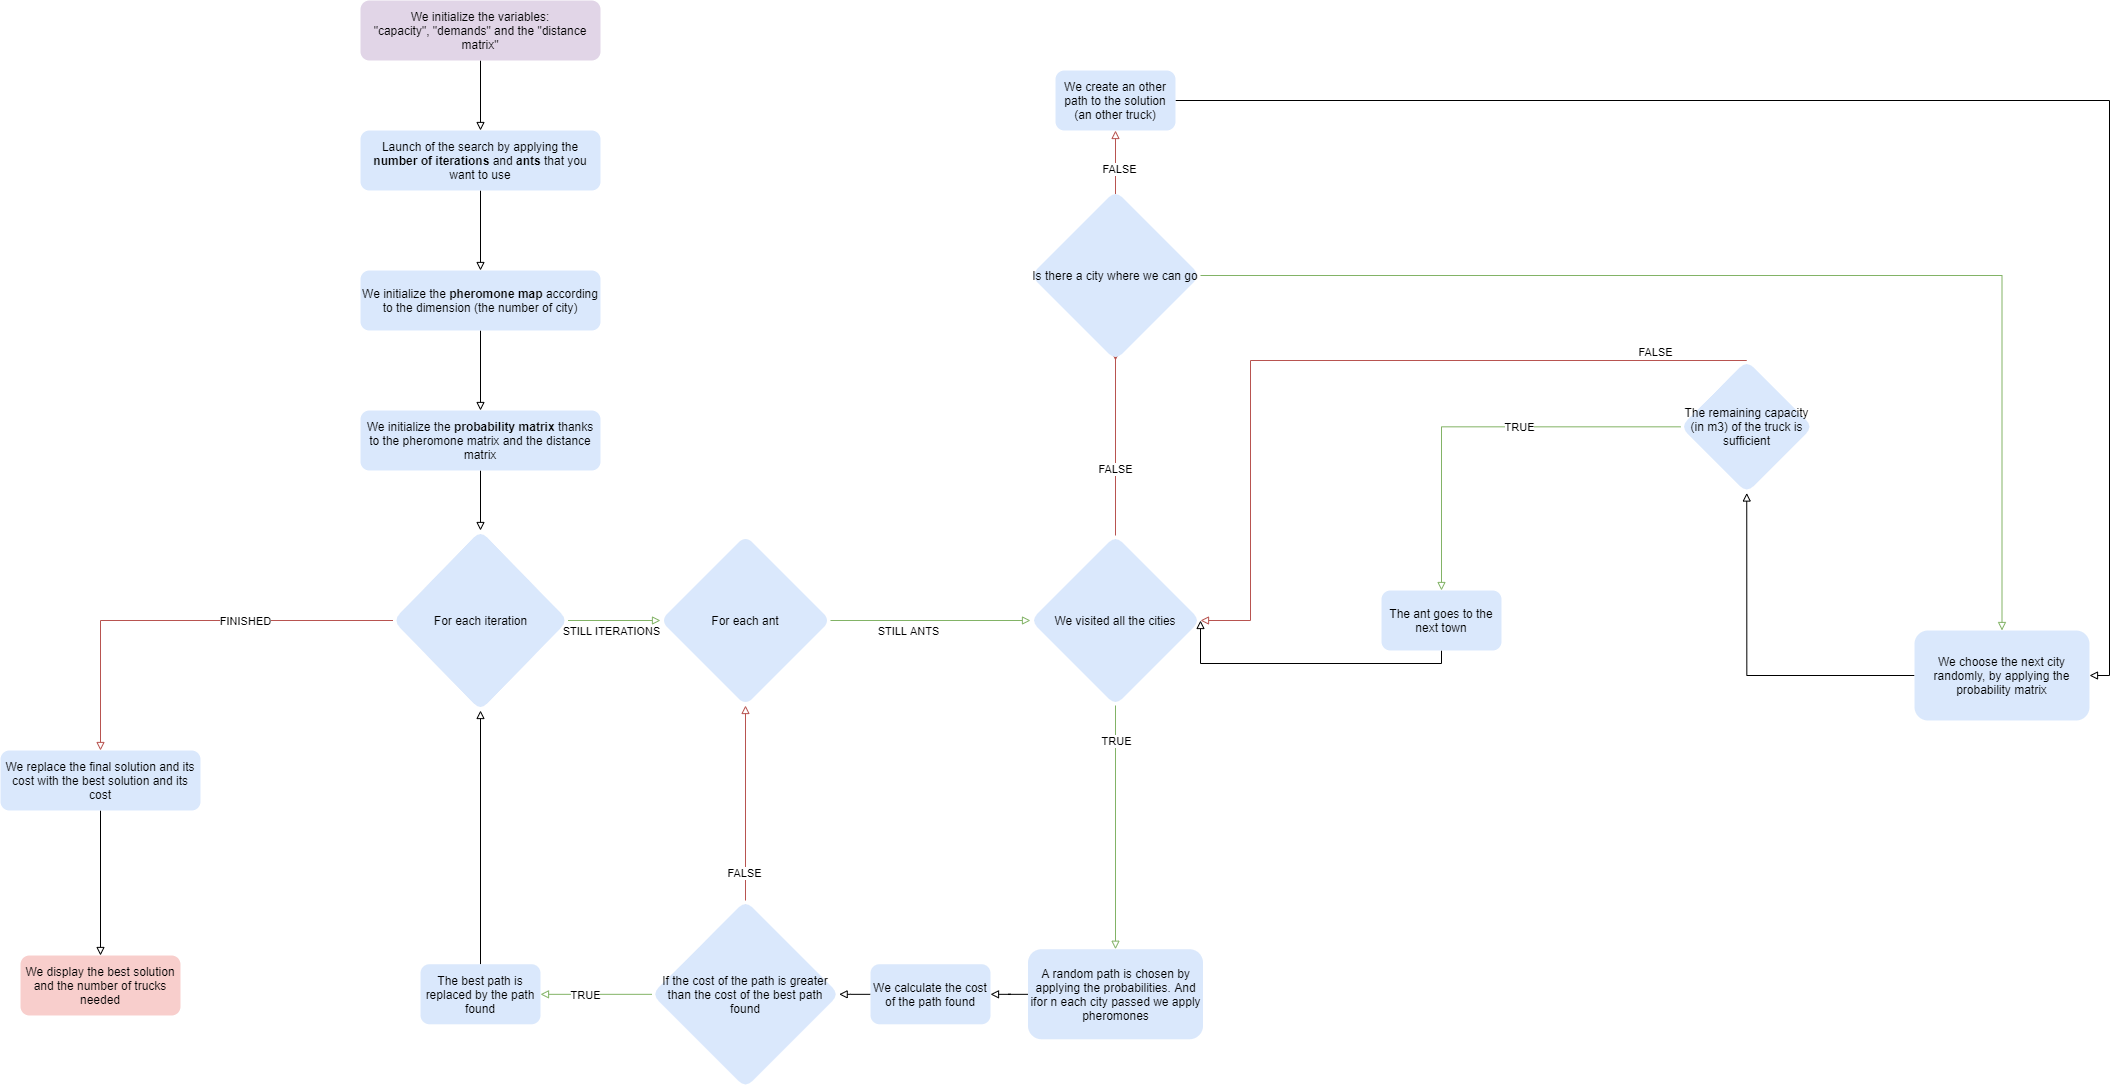 We initialize the variables:
"capacity", "demands" and the "distance
matrix"
Launch of the search by applying the
number of iterations and ants that you
want to use
We initialize the pheromone map according
to the dimension (the number of city)
We initialize the probability matrix thanks
to the pheromone matrix and the distance
matrix
For each iteration
FINISHED
STILL ITERATIONS
For each ant
STILL ANTS
We visited all the cities
FALSE
Is there a city where we can go
FALSE
We create an other
path to the solution
(an other truck)
FALSE
The remaining capacity
(in m3) of the truck is
sufficient
TRUE
The ant goes to the
next town
We choose the next city
randomly, by applying the
probability matrix
TRUE
A random path is chosen by
applying the probabilities. And
ifor n each city passed we apply
pheromones
We calculate the cost
of the path found
If the cost of the path is greater
than the cost of the best path
found
FALSE
TRUE
The best path is
replaced by the path
found
We replace the final solution and its
cost with the best solution and its
cost
We display the best solution
and the number of trucks
needed